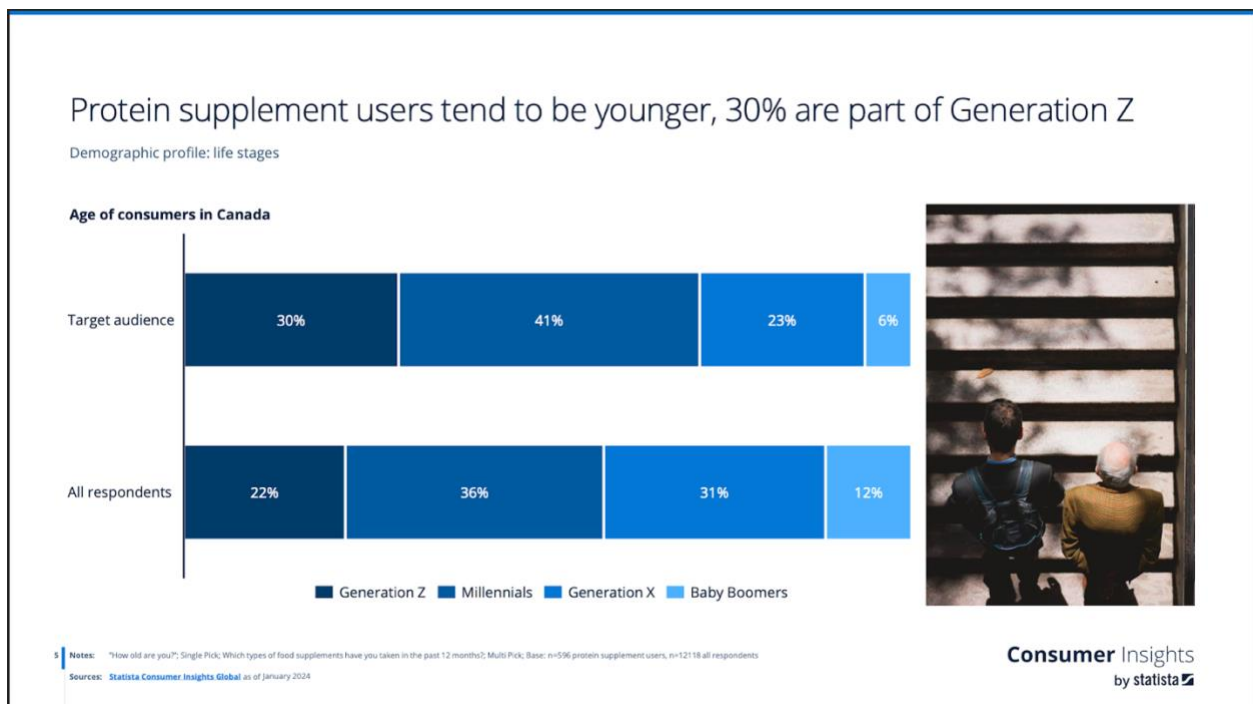 Protein supplement users tend to be younger, 30% are part of Generation Z
Demographic profile: life stages
Age of consumers in Canada
Target audience 30% 41% 23% 6%
All respondents 22% 36% 31% 12%
Generation Z Millennials Generation X Baby Boomers
5 Notes: "How old are you?"; Single Pick; Which types of food supplements have you taken in the past 12 months?; Multi Pick; Base: n=596 protein supplement users, n=12118 all respondents
Sources: Statista Consumer Insights Global as of January 2024
Consumer Insights
by statista